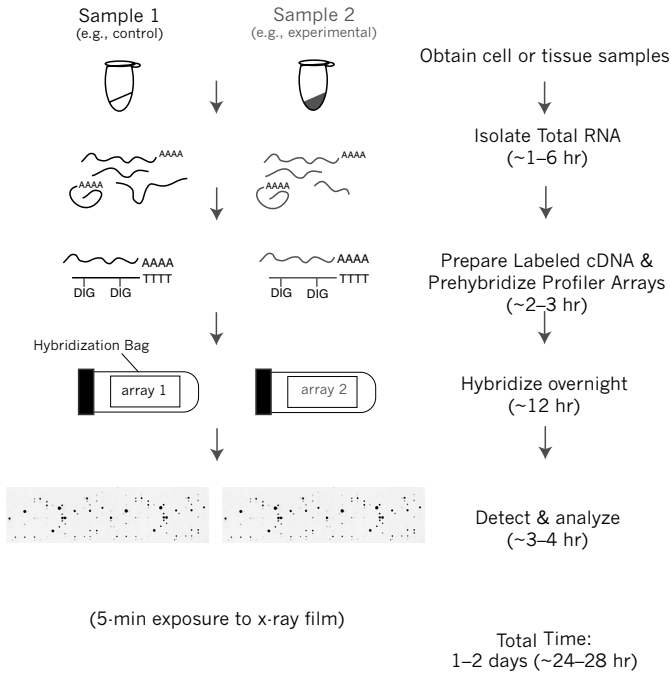 Sample 1
(e.g., control)
Sample 2
(e.g., experimental)
Obtain cell or tissue samples
Isolate Total RNA
(~1–6 hr)
AAAA
AAAA
AAAA
AAAA
Prepare Labeled cDNA &
Prehybridize Profiler Arrays
(~2–3 hr)
AAAA
TTTT
DIG DIG
AAAA
TTTT
DIG DIG
Hybridization Bag
array 1
array 2
Hybridize overnight
(~12 hr)
Detect & analyze
(~3–4 hr)
(5-min exposure to x-ray film)
Total Time:
1–2 days (~24–28 hr)